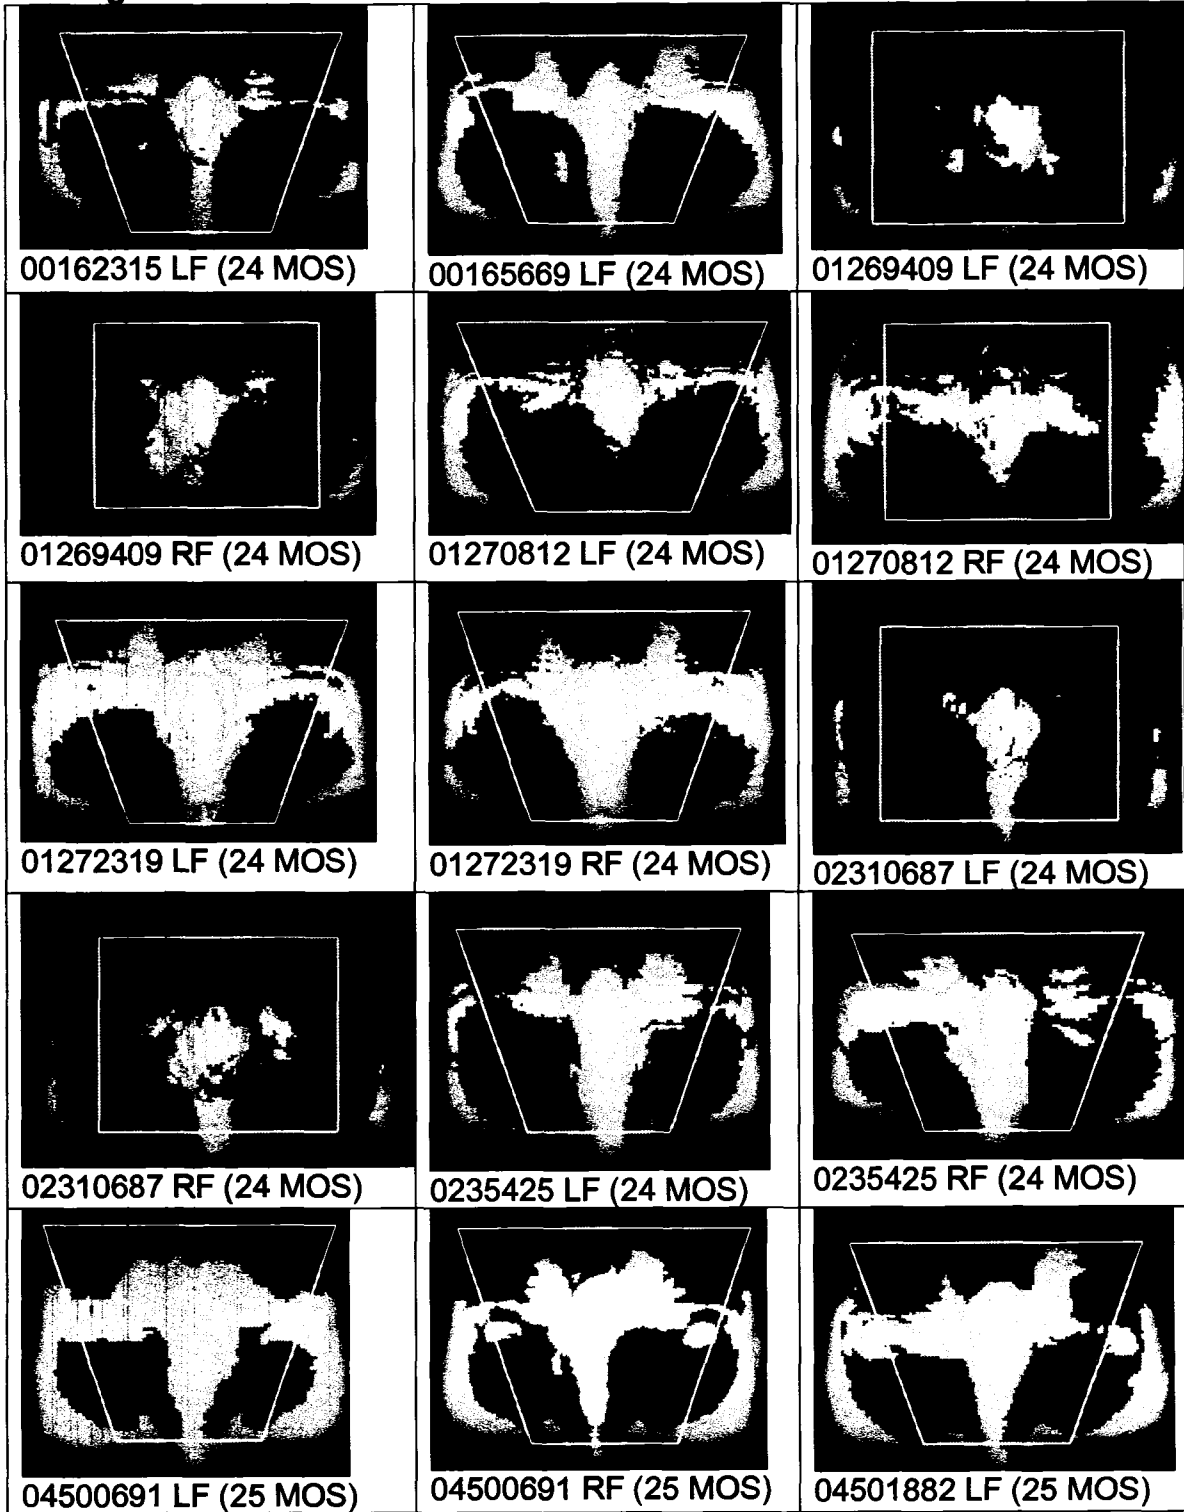 00162315 LF (24 MOS)
00165669 LF (24 MOS)
01269409 LF (24 MOS)
01269409 RF (24 MOS)
01270812 LF (24 MOS)
01270812 RF (24 MOS)
01272319 LF (24 MOS)
01272319 RF (24 MOS)
02310687 LF (24 MOS)
02310687 RF (24 MOS)
0235425 LF (24 MOS)
0235425 RF (24 MOS)
04500691 LF (25 MOS)
04500691 RF (25 MOS)
04501882 LF (25 MOS)